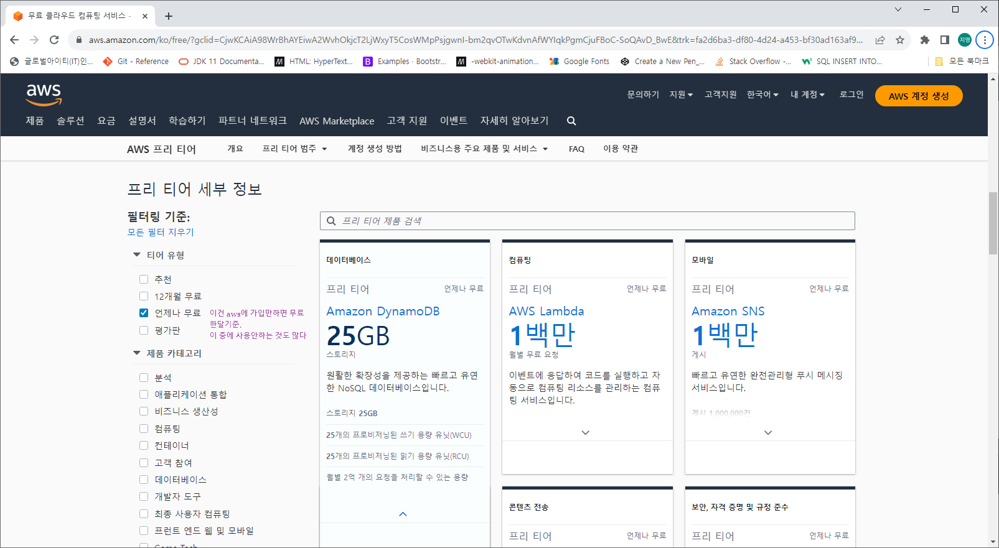 무료 클라우드 컴퓨팅 서비스 -
aws.amazon.com/ko/free/?gclid=CjwKCAiA98WrBhAYEiwA2WvhOkjcT2LjWxyT5CosWMpPsjgwnI-bm2qvOTwKdvnAfWYIqkPgmCjuFBoC-SoQAvD_BwE&trk=fa2d6ba3-df80-4d24-a453-bf30ad163af9...
지영
글로벌아이티(IT)인...
Git - Reference
JDK 11 Documenta...
HTML: HyperText...
Examples · Bootstr...
-webkit-animation...
Google Fonts
Create a New Pen_...
Stack Overflow -...
SQL INSERT INTO...
모든 북마크
aws
문의하기 지원 고객지원 한국어 내 계정 로그인 AWS 계정 생성
제품 솔루션 요금 설명서 학습하기 파트너 네트워크 AWS Marketplace 고객 지원 이벤트 자세히 알아보기
AWS 프리 티어 개요 프리 티어 범주 계정 생성 방법 비즈니스용 주요 제품 및 서비스 FAQ 이용 약관
프리 티어 세부 정보
필터링 기준:
모든 필터 지우기
티어 유형
추천
12개월 무료
언제나 무료
평가판
이건 aws에 가입만하면 무료
한달기준.
이 중에 사용안하는 것도 많다
제품 카테고리
분석
애플리케이션 통합
비즈니스 생산성
컴퓨팅
컨테이너
고객 참여
데이터베이스
개발자 도구
최종 사용자 컴퓨팅
프런트 엔드 웹 및 모바일
Game Tech
프리 티어 제품 검색
데이터베이스
프리 티어 언제나 무료
Amazon DynamoDB
25GB
스토리지
원활한 확장성을 제공하는 빠르고 유연
한 NoSQL 데이터베이스입니다.
스토리지 25GB
25개의 프로비저닝된 쓰기 용량 유닛(WCU)
25개의 프로비저닝된 읽기 용량 유닛(RCU)
월별 2억 개의 요청을 처리할 수 있는 용량
컴퓨팅
프리 티어 언제나 무료
AWS Lambda
1백만
월별 무료 요청
이벤트에 응답하여 코드를 실행하고 자
동으로 컴퓨팅 리소스를 관리하는 컴퓨
팅 서비스입니다.
모바일
프리 티어 언제나 무료
Amazon SNS
1백만
게시
빠르고 유연한 완전관리형 푸시 메시징
서비스입니다.
게시 1,000,000건
콘텐츠 전송
프리 티어 언제나 무료
보안, 자격 증명 및 규정 준수
프리 티어 언제나 무료